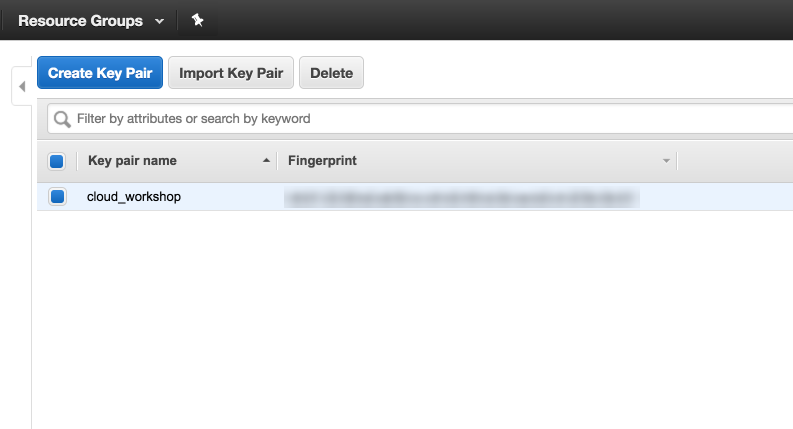 Resource Groups
Create Key Pair Import Key Pair Delete
Filter by attributes or search by keyword
Key pair name Fingerprint
cloud_workshop